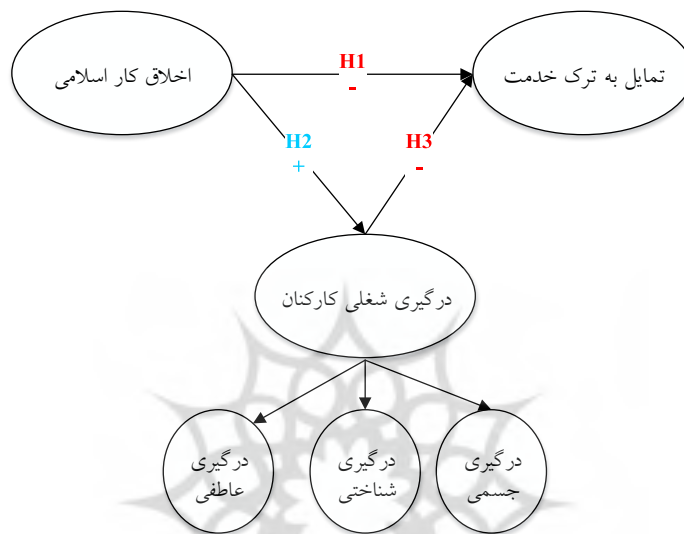 اخلاق کار اسلامی
H1
-
تمایل به ترک خدمت
H2
+
H3
-
درگیری شغلی کارکنان
درگیری
جسمی
درگیری
شناختی
درگیری
عاطفی